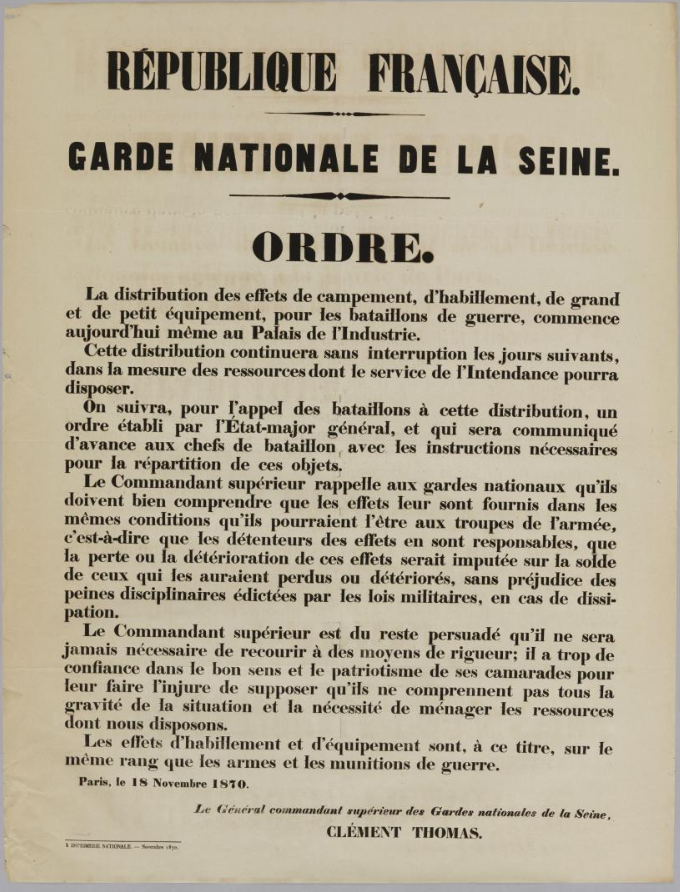 RÉPUBLIQUE FRANÇAISE.
GARDE NATIONALE DE LA SEINE.
ORDRE.
La distribution des effets de campement, d'habillement, de grand
et de petit équipement, pour les bataillons de guerre, commence
aujourd'hui même au Palais de l'Industrie.
Cette distribution continuera sans interruption les jours suivants,
dans la mesure des ressources dont le service de l'Intendance pourra
disposer.
On suivra, pour l'appel des bataillons à cette distribution, un
ordre établi par l'État-major général, et qui sera communiqué
d'avance aux chefs de bataillon, avec les instructions nécessaires
pour la répartition de ces objets.
Le Commandant supérieur rappelle aux gardes nationaux qu'ils
doivent bien comprendre que les effets leur sont fournis dans les
mêmes conditions qu'ils pourraient l'être aux troupes de l'armée,
c'est-à-dire que les détenteurs des effets en sont responsables, que
la perte ou la détérioration de ces effets serait imputée sur la solde
de ceux qui les auraient perdus ou détériorés, sans préjudice des
peines disciplinaires édictées par les lois militaires, en cas de dissi-
pation.
Le Commandant supérieur est du reste persuadé qu'il ne sera
jamais nécessaire de recourir à des moyens de rigueur; il a trop de
confiance dans le bon sens et le patriotisme de ses camarades pour
leur faire l'injure de supposer qu'ils ne comprennent pas tous la
gravité de la situation et la nécessité de ménager les ressources
dont nous disposons.
Les effets d'habillement et d'équipement sont, à ce titre, sur le
même rang que les armes et les munitions de guerre.
Paris, le 18 Novembre 1870.
Le Général commandant supérieur des Gardes nationales de la Seine,
CLÉMENT THOMAS.
IMPRIMERIE NATIONALE. — Novembre 1870.